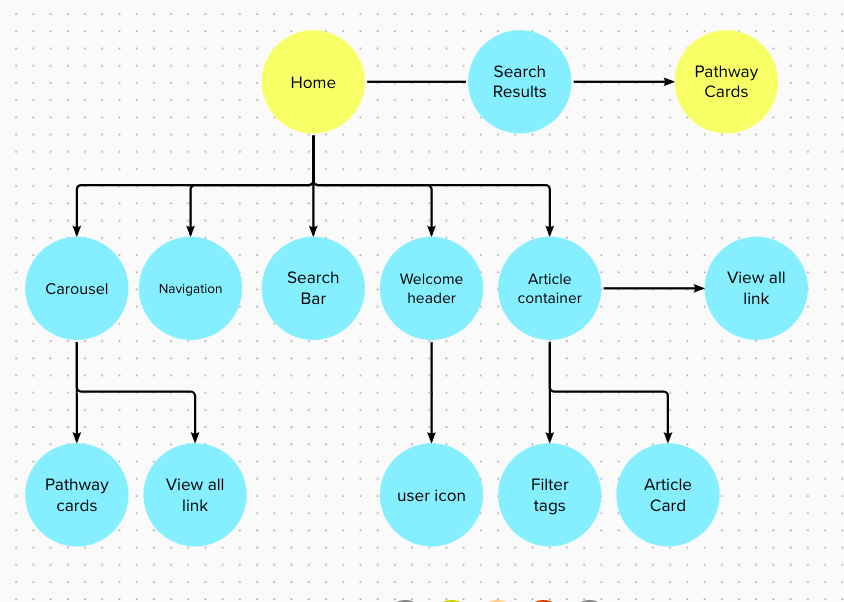 Home
Search
Results
Pathway
Cards
Carousel
Navigation
Search
Bar
Welcome
header
Article
container
View all
link
Pathway
cards
View all
link
user icon
Filter
tags
Article
Card